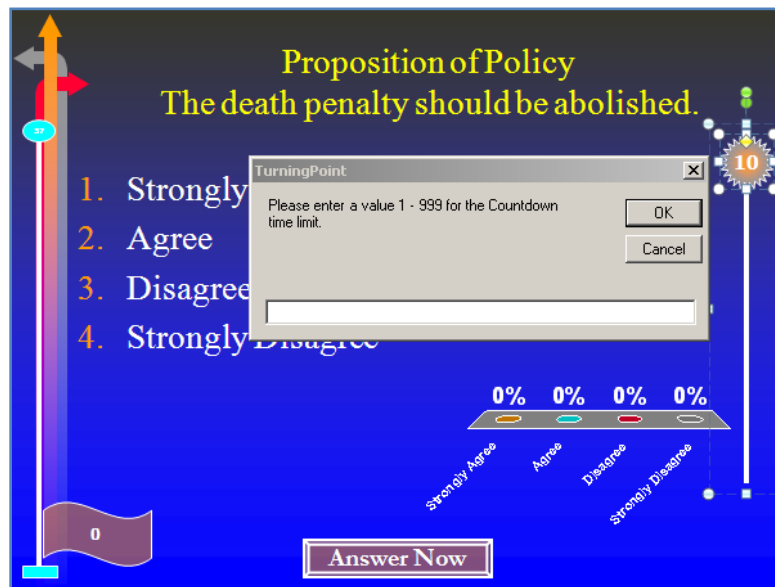 Proposition of Policy
The death penalty should be abolished.
37
10
TurningPoint
Please enter a value 1 - 999 for the Countdown
time limit.
OK
Cancel
1. Strongly
2. Agree
3. Disagree
4. Strongly Disagree
0% 0% 0% 0%
Strongly Agree
Agree
Disagree
Strongly Disagree
0
Answer Now